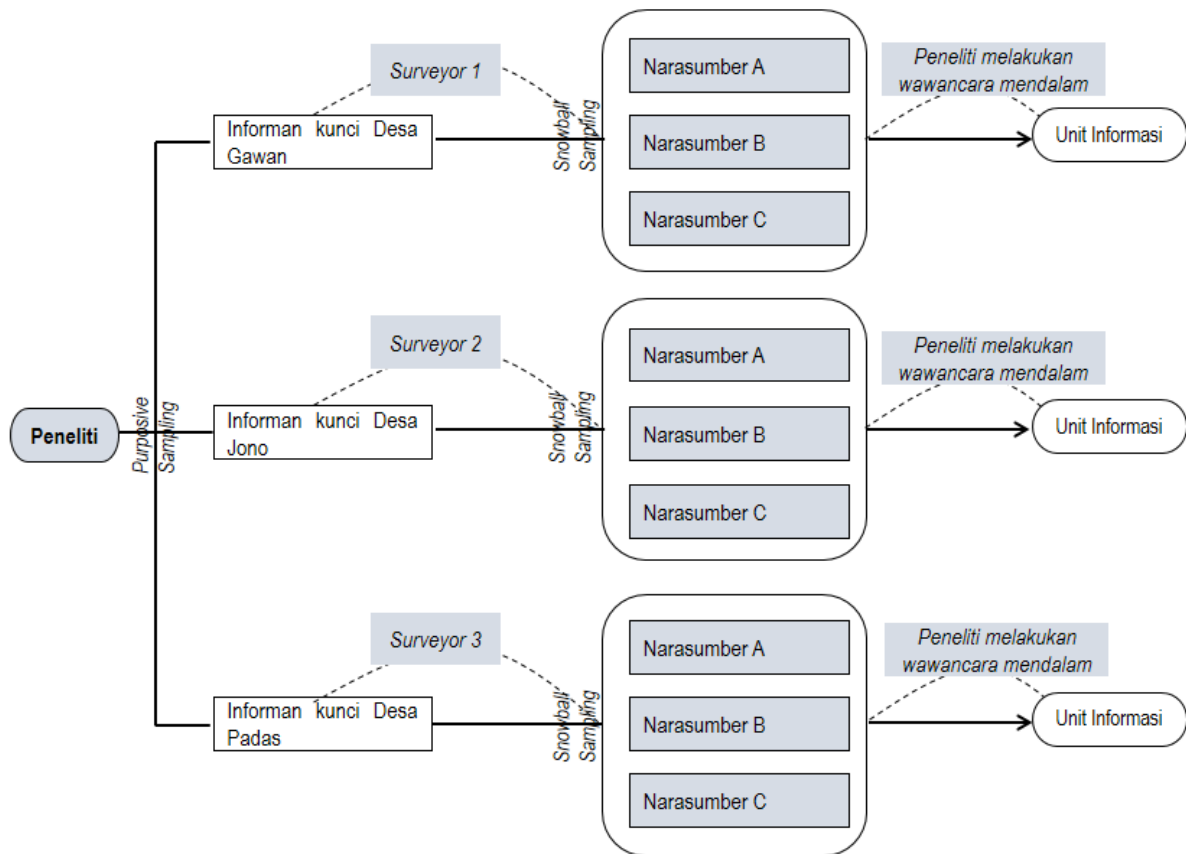 Surveyor 1
Informan kunci Desa
Gawan
Snowball
Sampling
Narasumber A
Narasumber B
Narasumber C
Peneliti melakukan
wawancara mendalam
Unit Informasi
Peneliti
Purposive
Sampling
Surveyor 2
Informan kunci Desa
Jono
Snowball
Sampling
Narasumber A
Narasumber B
Narasumber C
Peneliti melakukan
wawancara mendalam
Unit Informasi
Surveyor 3
Informan kunci Desa
Padas
Snowball
Sampling
Narasumber A
Narasumber B
Narasumber C
Peneliti melakukan
wawancara mendalam
Unit Informasi